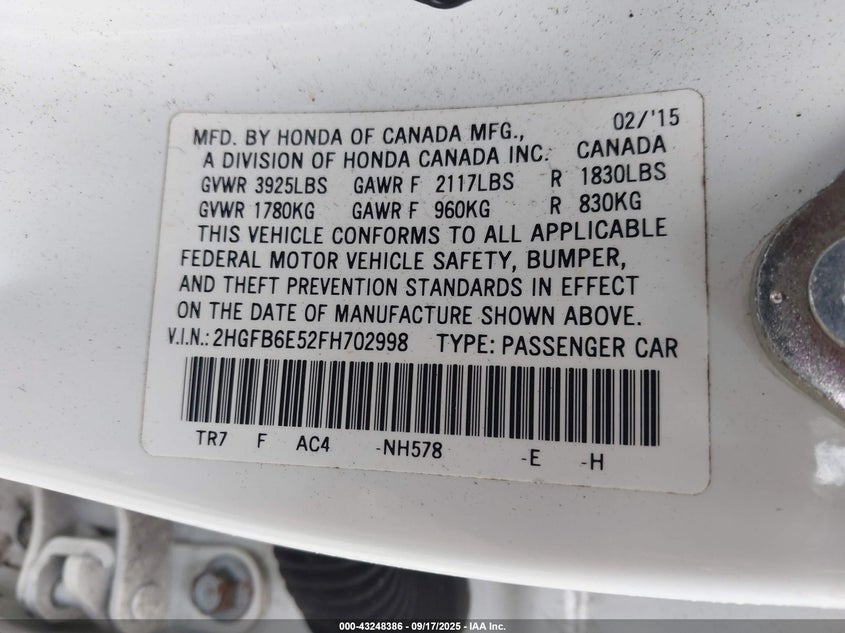 02/'15
MFD. BY HONDA OF CANADA MFG.,
A DIVISION OF HONDA CANADA INC. CANADA
GVWR 3925LBS GAWR F 2117LBS R 1830LBS
GVWR 1780KG GAWR F 960KG R 830KG
THIS VEHICLE CONFORMS TO ALL APPLICABLE
FEDERAL MOTOR VEHICLE SAFETY, BUMPER,
AND THEFT PREVENTION STANDARDS IN EFFECT
ON THE DATE OF MANUFACTURE SHOWN ABOVE.
V.I.N.: 2HGFB6E52FH702998 TYPE: PASSENGER CAR
TR7 F AC4 -NH578 -E -H
000-43248386 - 09/17/2025 - IAA Inc.